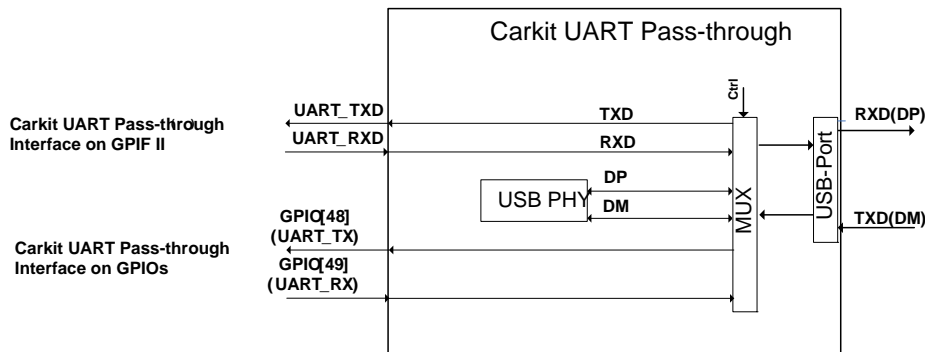 Carkit UART Pass-through
Ctrl
UART_TXD
TXD
RXD(DP)
Carkit UART Pass-through
Interface on GPIF II
UART_RXD
RXD
DP
USB PHY
DM
MUX
USB-Port
TXD(DM)
GPIO[48]
(UART_TX)
Carkit UART Pass-through
Interface on GPIOs
GPIO[49]
(UART_RX)